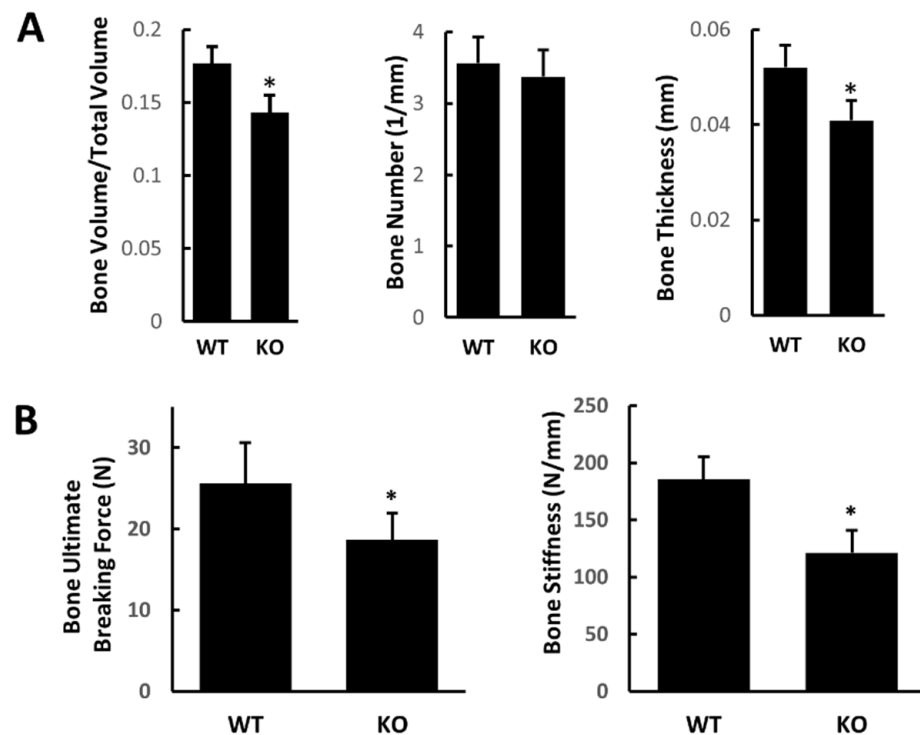 A
Bone Volume/Total Volume
0.2
0.15
0.1
0.05
0
*
WT KO
Bone Number (1/mm)
4
3
2
1
0
WT KO
Bone Thickness (mm)
0.06
0.04
0.02
0
*
WT KO
B
Bone Ultimate
Breaking Force (N)
30
20
10
0
*
WT KO
Bone Stiffness (N/mm)
250
200
150
100
50
0
*
WT KO